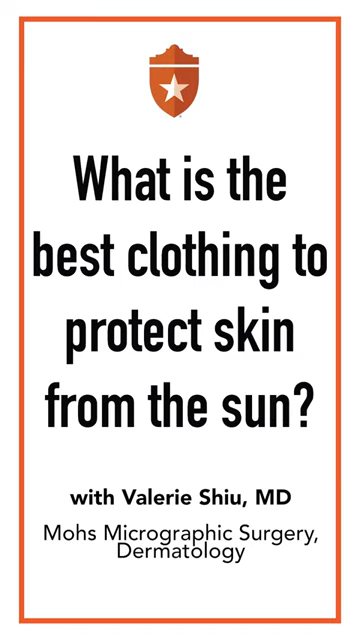 What is the
best clothing to
protect skin
from the sun?
with Valerie Shiu, MD
Mohs Micrographic Surgery,
Dermatology